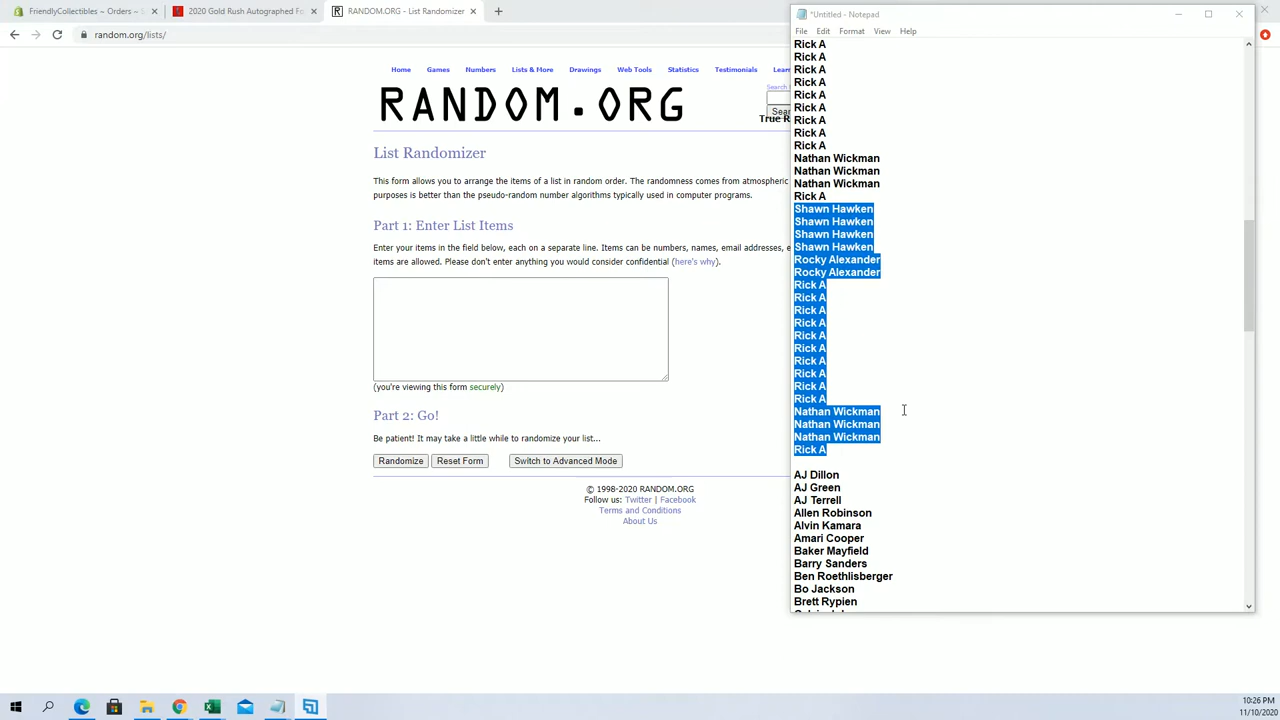 FriendlyCollectibles ~ Orders ~ S
2020 Gold Rush Autographed Fo
RANDOM.ORG - List Randomizer
random.org/lists/
Home
Games
Numbers
Lists & More
Drawings
Web Tools
Statistics
Testimonials
RANDOM.ORG
List Randomizer
This form allows you to arrange the items of a list in random order. The randomness comes from atmospheric
purposes is better than the pseudo-random number algorithms typically used in computer programs.
Part 1: Enter List Items
Enter your items in the field below, each on a separate line. Items can be numbers, names, email addresses, e
items are allowed. Please don't enter anything you would consider confidential (here's why).
(you're viewing this form securely)
Part 2: Go!
Be patient! It may take a little while to randomize your list...
Randomize
Reset Form
Switch to Advanced Mode
© 1998-2020 RANDOM.ORG
Follow us: Twitter | Facebook
Terms and Conditions
About Us
*Untitled - Notepad
File Edit Format View Help
Rick A
Rick A
Rick A
Rick A
Rick A
Rick A
Rick A
Rick A
Rick A
Nathan Wickman
Nathan Wickman
Nathan Wickman
Rick A
Shawn Hawken
Shawn Hawken
Shawn Hawken
Shawn Hawken
Rocky Alexander
Rocky Alexander
Rick A
Rick A
Rick A
Rick A
Rick A
Rick A
Rick A
Rick A
Rick A
Rick A
Nathan Wickman
Nathan Wickman
Nathan Wickman
Rick A
AJ Dillon
AJ Green
AJ Terrell
Allen Robinson
Alvin Kamara
Amari Cooper
Baker Mayfield
Barry Sanders
Ben Roethlisberger
Bo Jackson
Brett Rypien
10:26 PM
11/10/2020